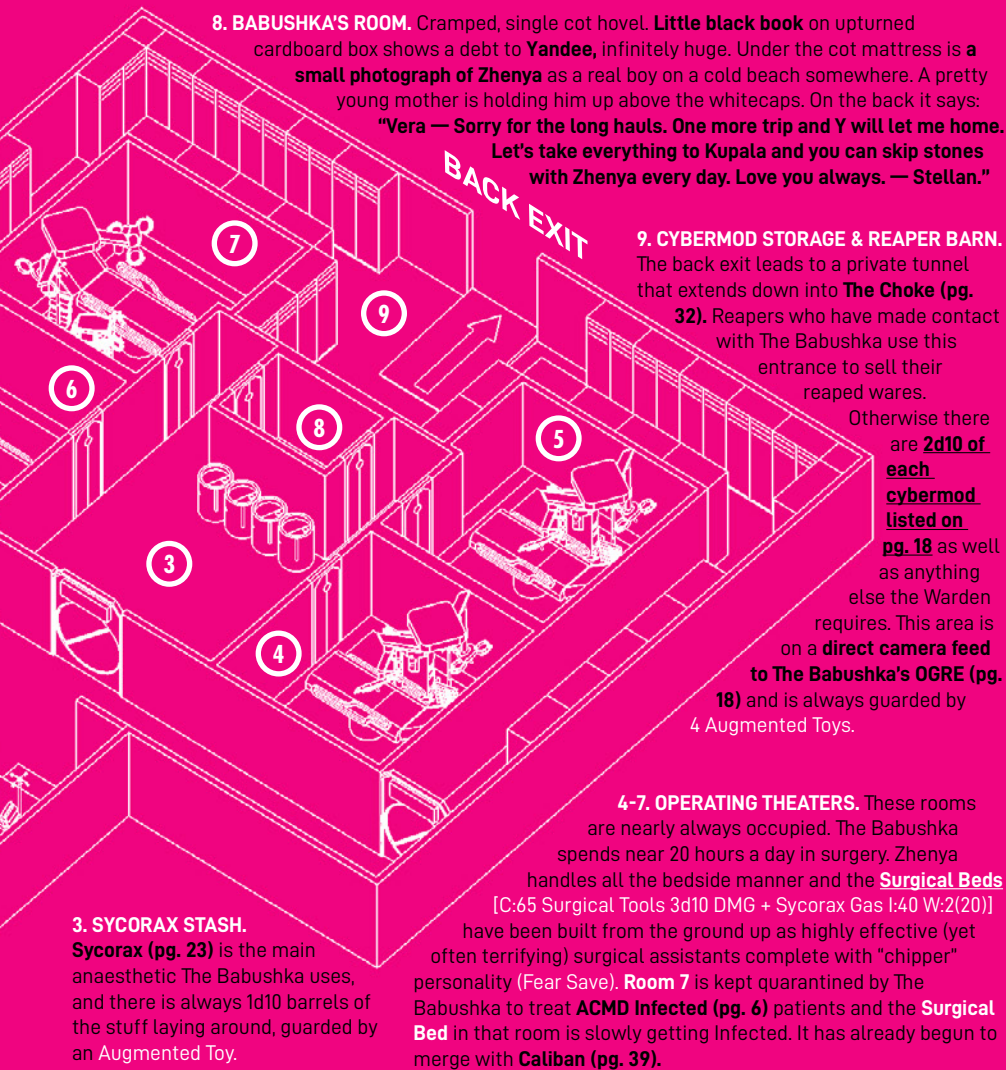 8. BABUSHKA'S ROOM. Cramped, single cot hovel. Little black book on upturned
cardboard box shows a debt to Yandee, infinitely huge. Under the cot mattress is a
small photograph of Zhenya as a real boy on a cold beach somewhere. A pretty
young mother is holding him up above the whitecaps. On the back it says:
"Vera — Sorry for the long hauls. One more trip and Y will let me home.
Let's take everything to Kupala and you can skip stones
with Zhenya every day. Love you always. — Stellan."
BACK EXIT
9. CYBERMOD STORAGE & REAPER BARN.
The back exit leads to a private tunnel
that extends down into The Choke (pg.
32). Reapers who have made contact
with The Babushka use this
entrance to sell their
reaped wares.
Otherwise there
are 2d10 of
each
cybermod
listed on
pg. 18 as well
as anything
else the Warden
requires. This area is
on a direct camera feed
to The Babushka's OGRE (pg.
18) and is always guarded by
4 Augmented Toys.
7
9
6
8
5
3
4
4-7. OPERATING THEATERS. These rooms
are nearly always occupied. The Babushka
spends near 20 hours a day in surgery. Zhenya
handles all the bedside manner and the Surgical Beds
[C:65 Surgical Tools 3d10 DMG + Sycorax Gas I:40 W:2(20)]
have been built from the ground up as highly effective (yet
often terrifying) surgical assistants complete with "chipper"
personality (Fear Save). Room 7 is kept quarantined by The
Babushka to treat ACMD Infected (pg. 6) patients and the Surgical
Bed in that room is slowly getting Infected. It has already begun to
merge with Caliban (pg. 39).
3. SYCORAX STASH.
Sycorax (pg. 23) is the main
anaesthetic The Babushka uses,
and there is always 1d10 barrels of
the stuff laying around, guarded by
an Augmented Toy.